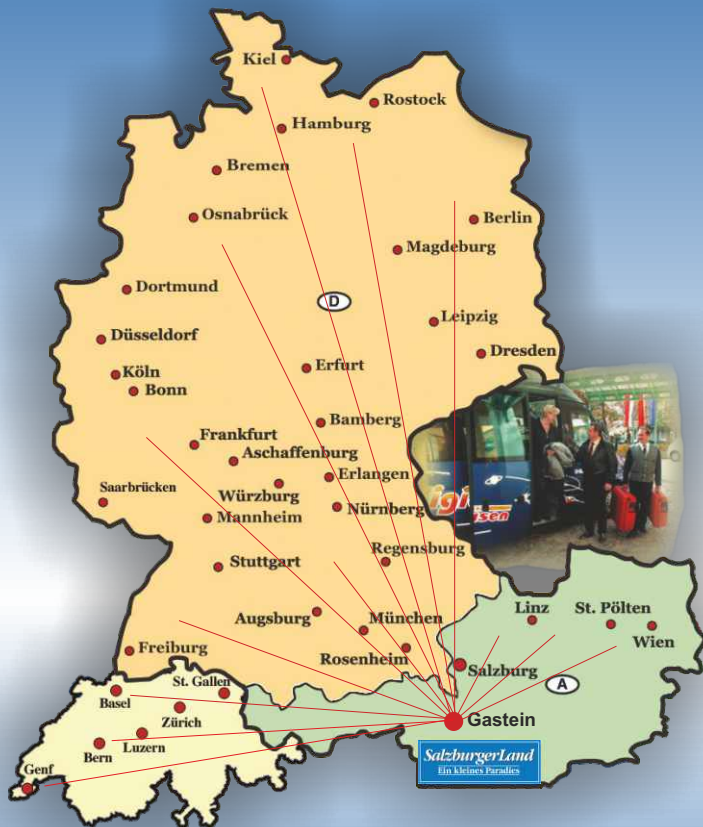 Kiel
Rostock
Hamburg
Bremen
Osnabrück
Berlin
Magdeburg
Dortmund
D
Leipzig
Düsseldorf
Dresden
Köln
Erfurt
Bonn
Bamberg
Frankfurt
Aschaffenburg
Erlangen
Saarbrücken
Würzburg
Nürnberg
Mannheim
igi
isen
Regensburg
Stuttgart
Augsburg
München
Linz
St. Pölten
Wien
Freiburg
Rosenheim
Salzburg
A
St. Gallen
Basel
Zürich
Gastein
Luzern
Bern
Genf
SalzburgerLand
Ein kleines Paradies